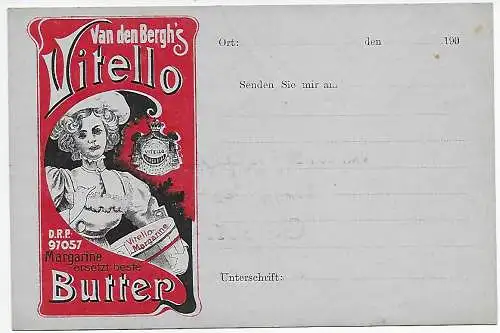 Van den Bergh's
Vitello
VITELLO
D.R.P.
97057
Vitello-
Margarine
Margarine
ersetzt beste
Butter
Ort: den 190
Senden Sie mir am
Unterschrift: